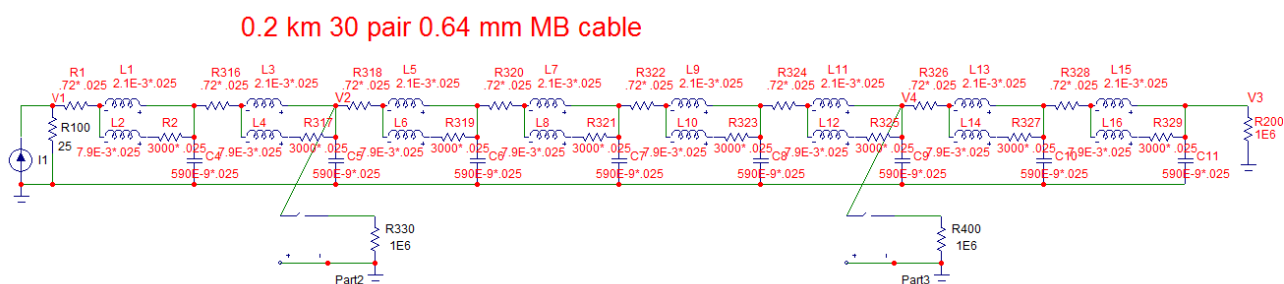 0.2 km 30 pair 0.64 mm MB cable
R1 L1 R316 L3 R318 L5 R320 L7 R322 L9 R324 L11 R326 L13 R328 L15
.72*.025 2.1E-3*.025 .72*.025 2.1E-3*.025 .72*.025 2.1E-3*.025 .72*.025 2.1E-3*.025 .72*.025 2.1E-3*.025 .72*.025 2.1E-3*.025 .72*.025 2.1E-3*.025 .72*.025 2.1E-3*.025
V1 V2 V4 V3
R100 L2 R2 L4 R317 L6 R319 L8 R321 L10 R323 L12 R325 L14 R327 L16 R329 R200
25 7.9E-3*.025 3000*.025 7.9E-3*.025 3000*.025 7.9E-3*.025 3000*.025 7.9E-3*.025 3000*.025 7.9E-3*.025 3000*.025 7.9E-3*.025 3000*.025 7.9E-3*.025 3000*.025 7.9E-3*.025 3000*.025 1E6
I1 C4 C5 C6 C7 C8 C9 C10 C11
590E-9*.025 590E-9*.025 590E-9*.025 590E-9*.025 590E-9*.025 590E-9*.025 590E-9*.025 590E-9*.025
R330 R400
1E6 1E6
Part2 Part3